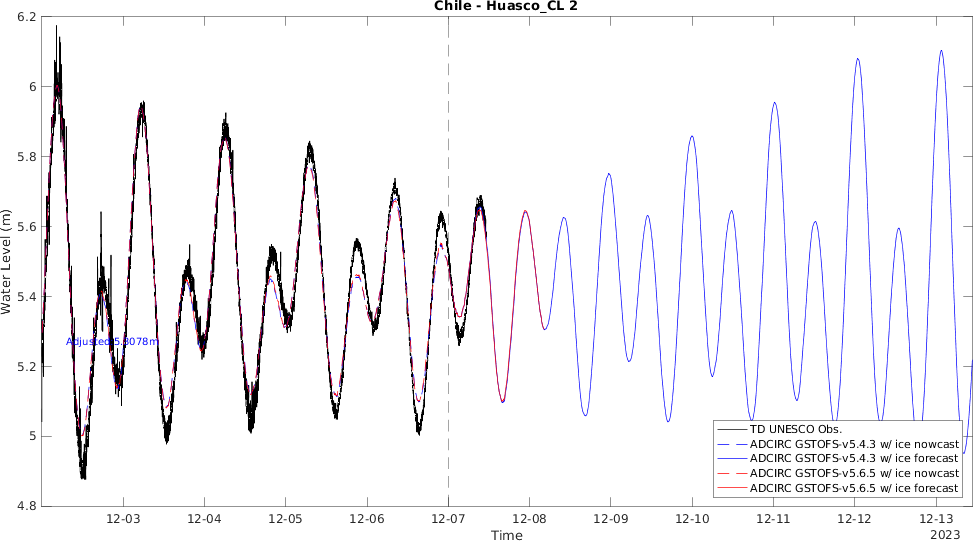 Chile - Huasco_CL 2
6.2
6
5.8
5.6
5.4
5.2
5
4.8
Water Level (m)
Adjusted 5.3078m
12-03
12-04
12-05
12-06
12-07
12-08
12-09
12-10
12-11
12-12
12-13
2023
Time
TD UNESCO Obs.
ADCIRC GSTOFS-v5.4.3 w/ ice nowcast
ADCIRC GSTOFS-v5.4.3 w/ ice forecast
ADCIRC GSTOFS-v5.6.5 w/ ice nowcast
ADCIRC GSTOFS-v5.6.5 w/ ice forecast